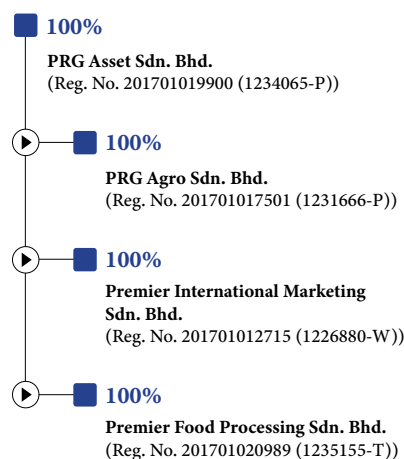 100%
PRG Asset Sdn. Bhd.
(Reg. No. 201701019900 (1234065-P))
100%
PRG Agro Sdn. Bhd.
(Reg. No. 201701017501 (1231666-P))
100%
Premier International Marketing
Sdn. Bhd.
(Reg. No. 201701012715 (1226880-W))
100%
Premier Food Processing Sdn. Bhd.
(Reg. No. 201701020989 (1235155-T))